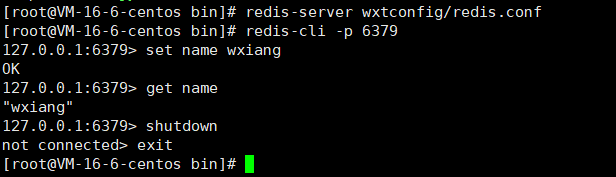 [root@VM-16-6-centos bin]# redis-server wxtconfig/redis.conf
[root@VM-16-6-centos bin]# redis-cli -p 6379
127.0.0.1:6379> set name wxiang
OK
127.0.0.1:6379> get name
"wxiang"
127.0.0.1:6379> shutdown
not connected> exit
[root@VM-16-6-centos bin]#